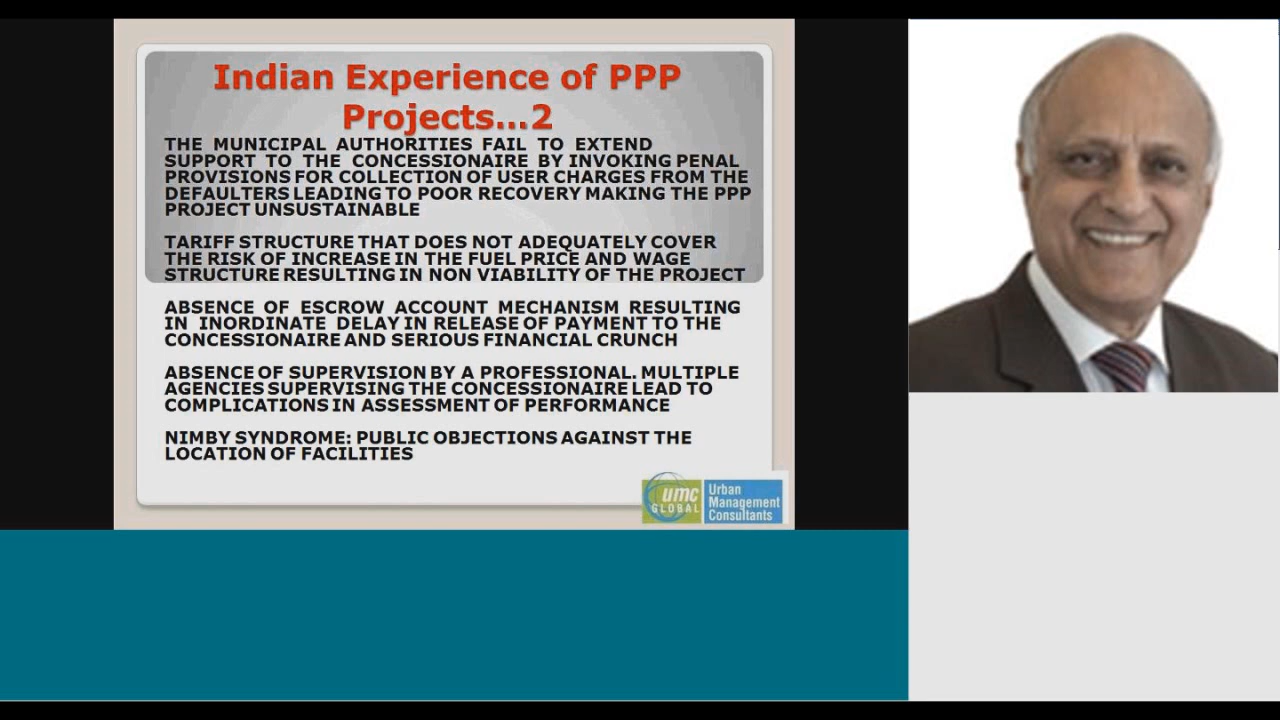 Indian Experience of PPP
Projects...2
THE MUNICIPAL AUTHORITIES FAIL TO EXTEND
SUPPORT TO THE CONCESSIONAIRE BY INVOKING PENAL
PROVISIONS FOR COLLECTION OF USER CHARGES FROM THE
DEFAULTERS LEADING TO POOR RECOVERY MAKING THE PPP
PROJECT UNSUSTAINABLE
TARIFF STRUCTURE THAT DOES NOT ADEQUATELY COVER
THE RISK OF INCREASE IN THE FUEL PRICE AND WAGE
STRUCTURE RESULTING IN NON VIABILITY OF THE PROJECT
ABSENCE OF ESCROW ACCOUNT MECHANISM RESULTING
IN INORDINATE DELAY IN RELEASE OF PAYMENT TO THE
CONCESSIONAIRE AND SERIOUS FINANCIAL CRUNCH
ABSENCE OF SUPERVISION BY A PROFESSIONAL. MULTIPLE
AGENCIES SUPERVISING THE CONCESSIONAIRE LEAD TO
COMPLICATIONS IN ASSESSMENT OF PERFORMANCE
NIMBY SYNDROME: PUBLIC OBJECTIONS AGAINST THE
LOCATION OF FACILITIES
umc
GLOBAL
Urban
Management
Consultants